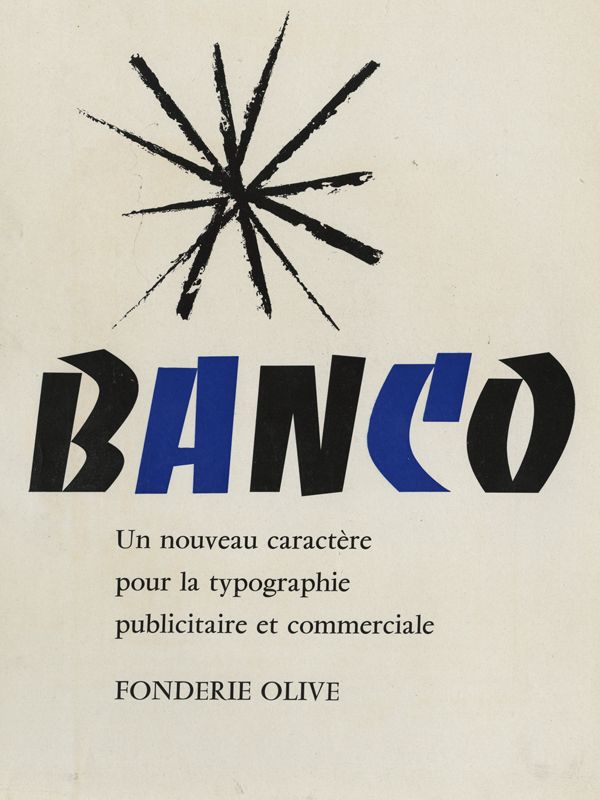 BANCO
Un nouveau caractère
pour la typographie
publicitaire et commerciale
FONDERIE OLIVE